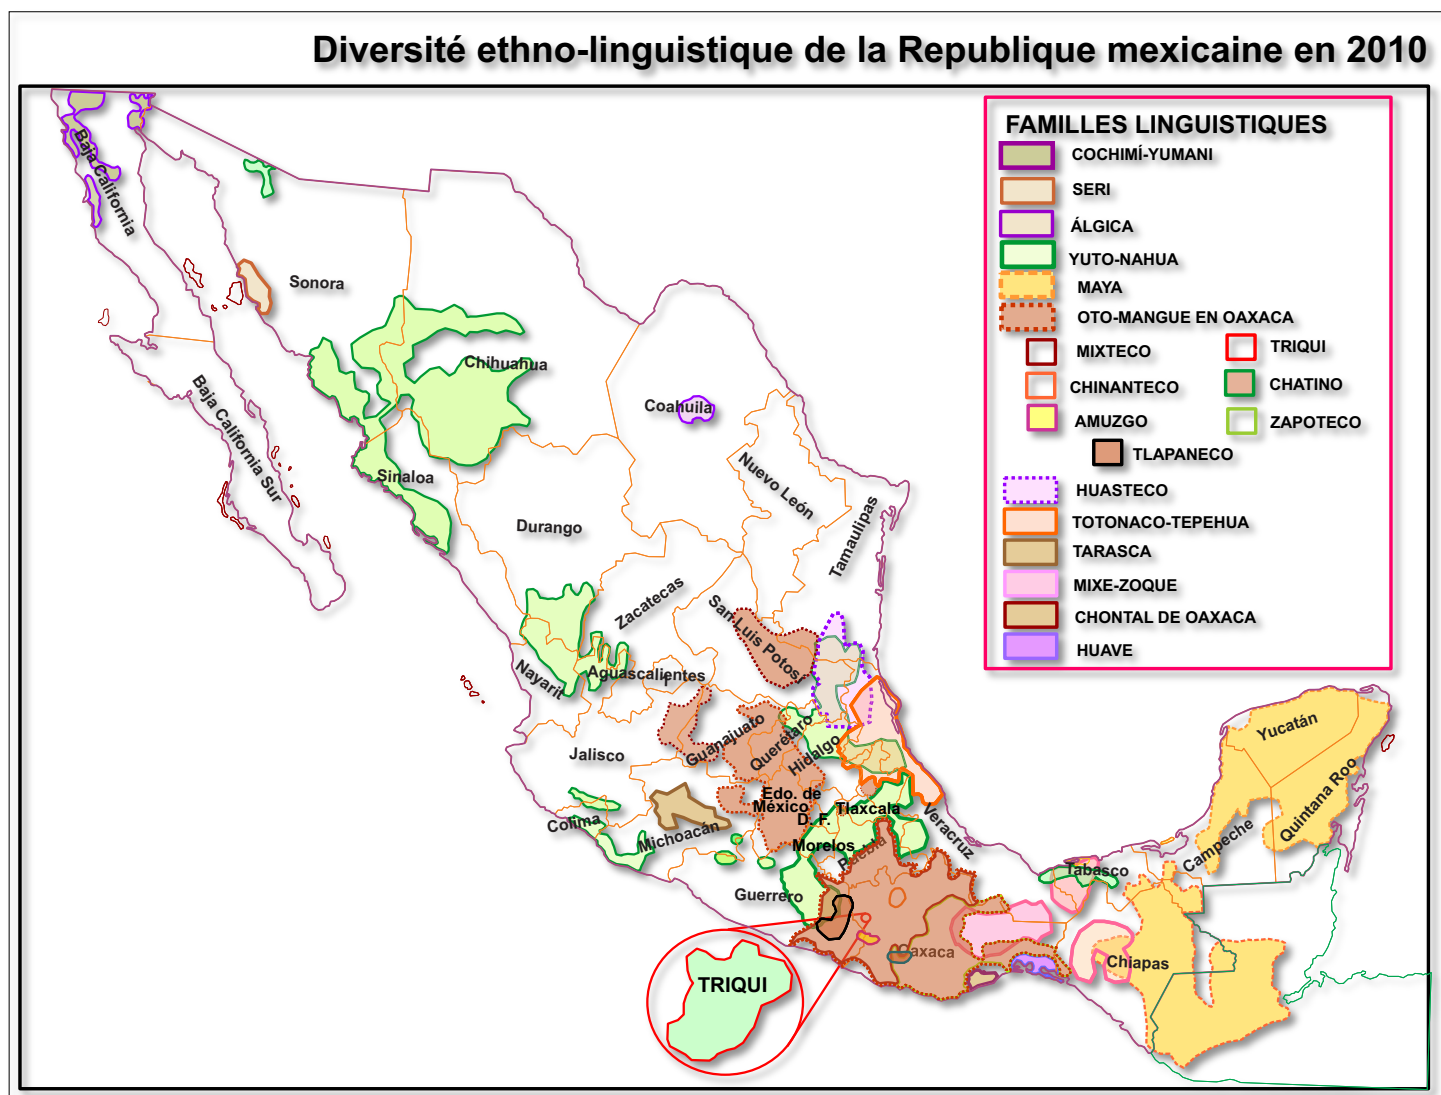 Diversité ethno-linguistique de la Republique mexicaine en 2010
FAMILLES LINGUISTIQUES
COCHIMÍ-YUMANI
SERI
ÁLGICA
YUTO-NAHUA
MAYA
OTO-MANGUE EN OAXACA
MIXTECO
TRIQUI
CHINANTECO
CHATINO
AMUZGO
ZAPOTECO
TLAPANECO
HUASTECO
TOTONACO-TEPEHUA
TARASCA
MIXE-ZOQUE
CHONTAL DE OAXACA
HUAVE
Baja California
Sonora
Chihuahua
Coahuila
Baja California Sur
Sinaloa
Nuevo León
Durango
Tamaulipas
Zacatecas
San Luis Potosí
Nayarit
Aguascalientes
Guanajuato
Querétaro
Hidalgo
Jalisco
Yucatán
Quintana Roo
Edo. de
México
Tlaxcala
D. F.
Colima
Michoacán
Morelos
Puebla
Veracruz
Campeche
Tabasco
Guerrero
Oaxaca
Chiapas
TRIQUI